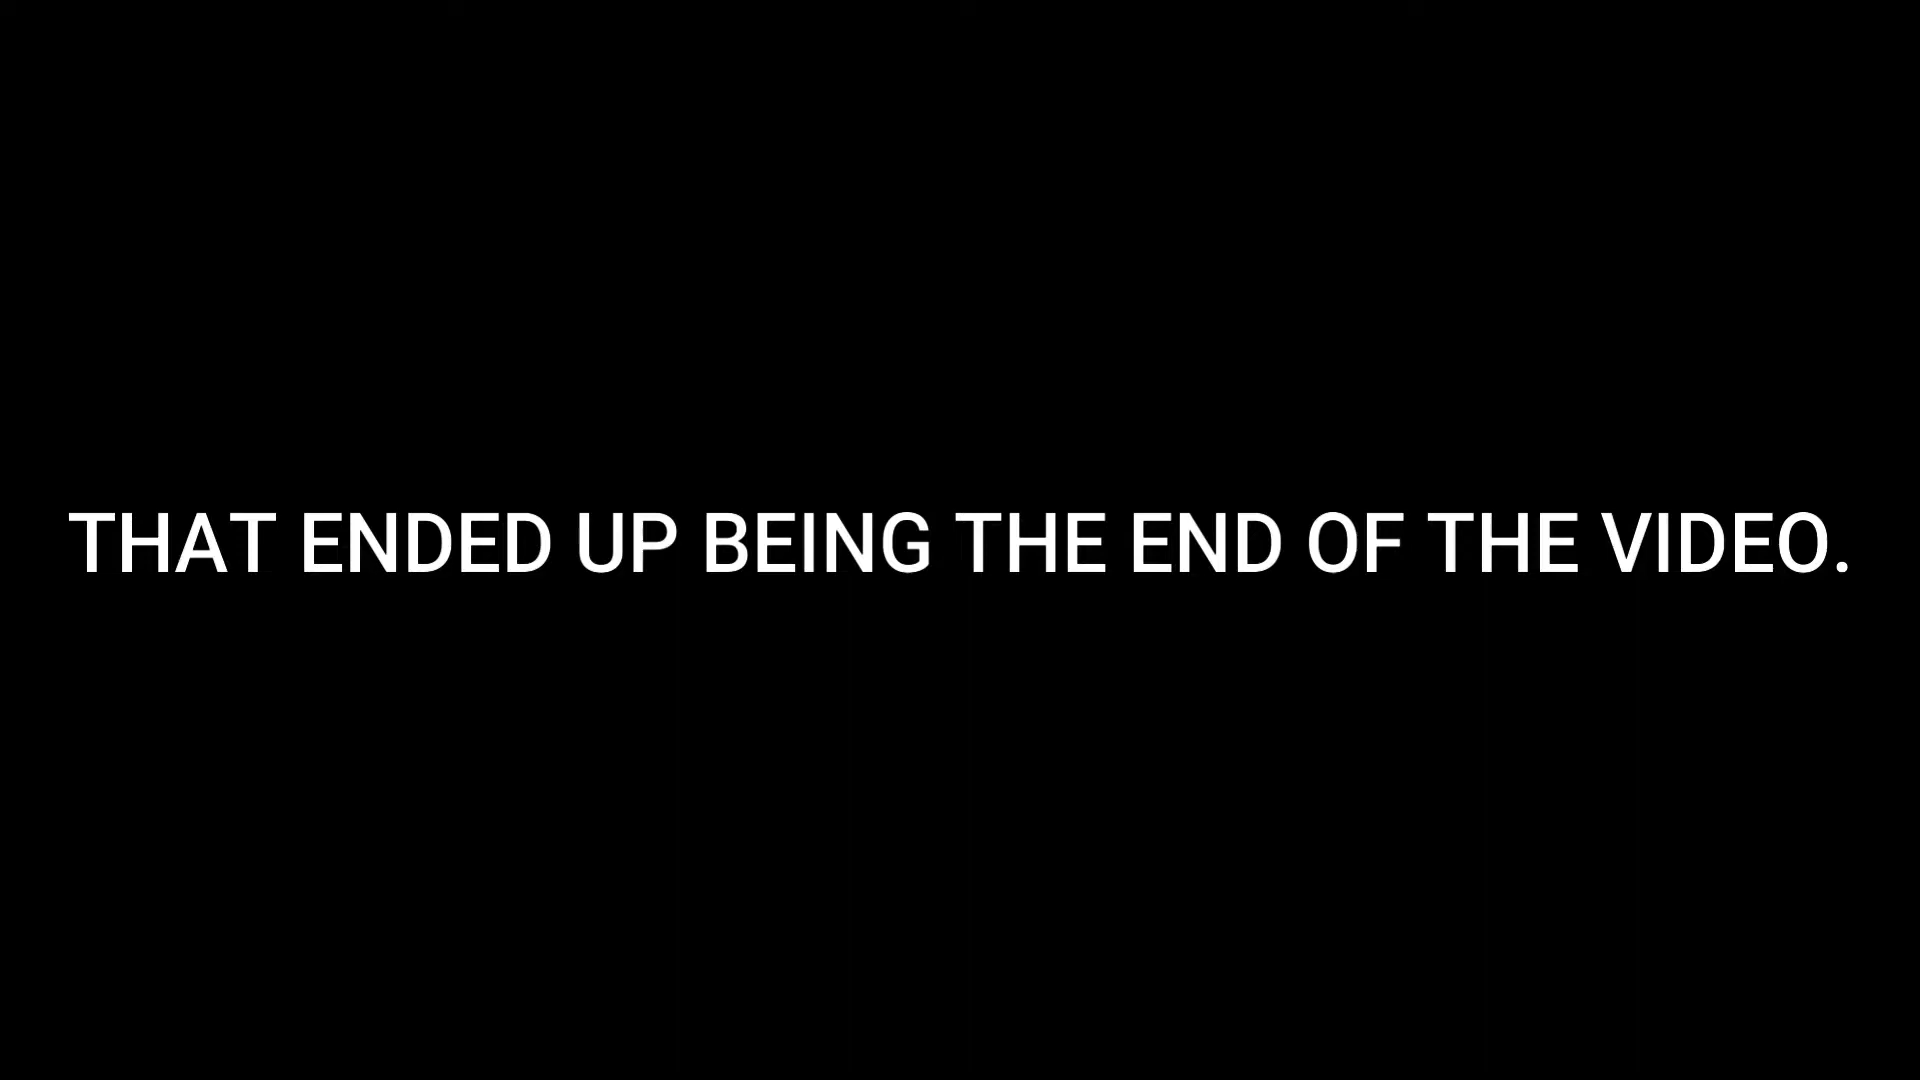 THAT ENDED UP BEING THE END OF THE VIDEO.